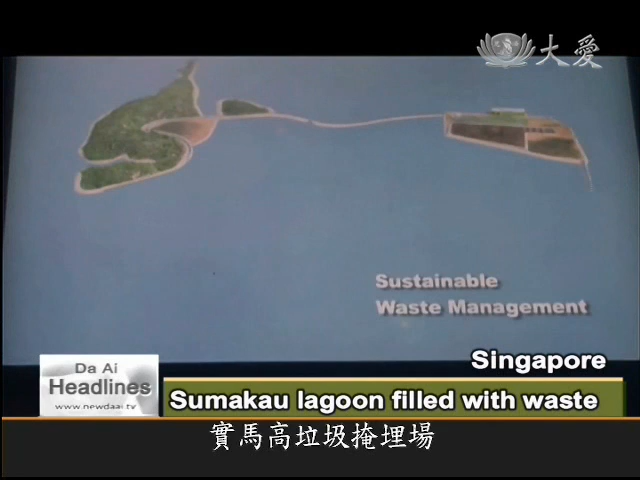 大愛
Sustainable
Waste Management
Singapore
Da Ai
Headlines
www.newdaai.tv
Sumakau lagoon filled with waste
實馬高垃圾掩埋場